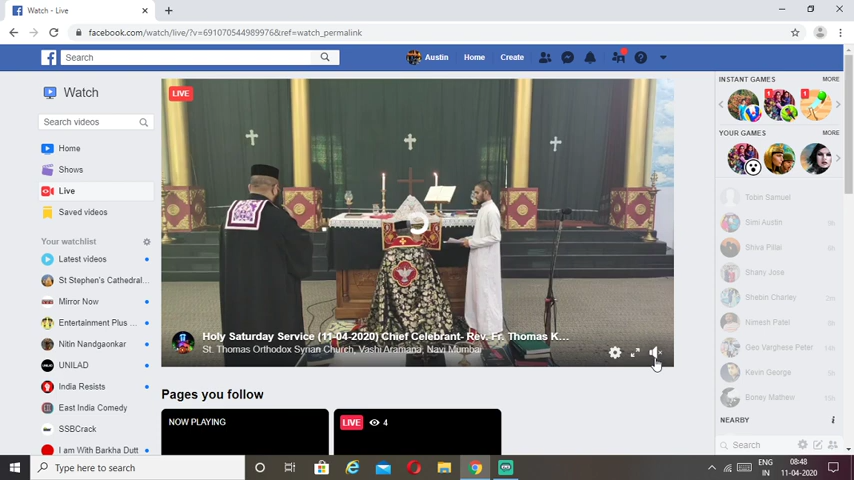 Watch - Live
facebook.com/watch/live/?v=691070544989976&ref=watch_permalink
Search
Austin
Home
Create
Watch
Search videos
Home
Shows
Live
Saved videos
Your watchlist
Latest videos
St Stephen's Cathedral...
Mirror Now
Entertainment Plus ...
Nitin Nandgaonkar
UNILAD
India Resists
East India Comedy
SSBCrack
I am With Barkha Dutt
LIVE
Holy Saturday Service (11-04-2020) Chief Celebrant- Rev. Fr. Thomas K...
St. Thomas Orthodox Syrian Church, Vashi Aramana, Navi Mumbai
Pages you follow
NOW PLAYING
LIVE 4
INSTANT GAMES
MORE
1
1
YOUR GAMES
MORE
Tobin Samuel
Simi Austin
Shiva Pillai
Shany Jose
Shebin Charley
Nimesh Patel
Geo Varghese Peter
Kevin George
Boney Mathew
NEARBY
Search
Type here to search
ENG
IN
08:48
11-04-2020